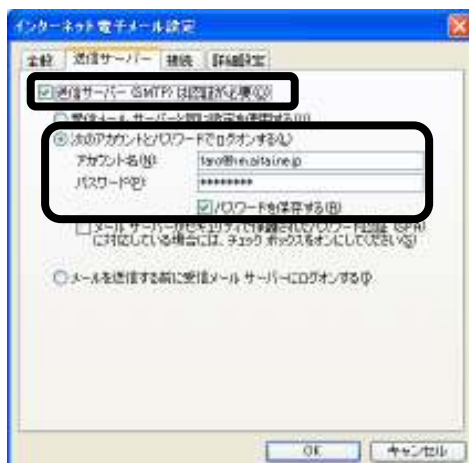 インターネット電子メール設定
全般 送信サーバー 接続 詳細設定
送信サーバー (SMTP) は認証が必要(O)
受信メール サーバーと同じ設定を使用する(U)
次のアカウントとパスワードでログオンする(L)
アカウント名(N):
パスワード(P): ********
パスワードを保存する(R)
メール サーバーがセキュリティで保護されたパスワード認証 (SPA)
に対応している場合には、チェック ボックスをオンにしてください(S)
メールを送信する前に受信メール サーバーにログオンする(I)
OK キャンセル